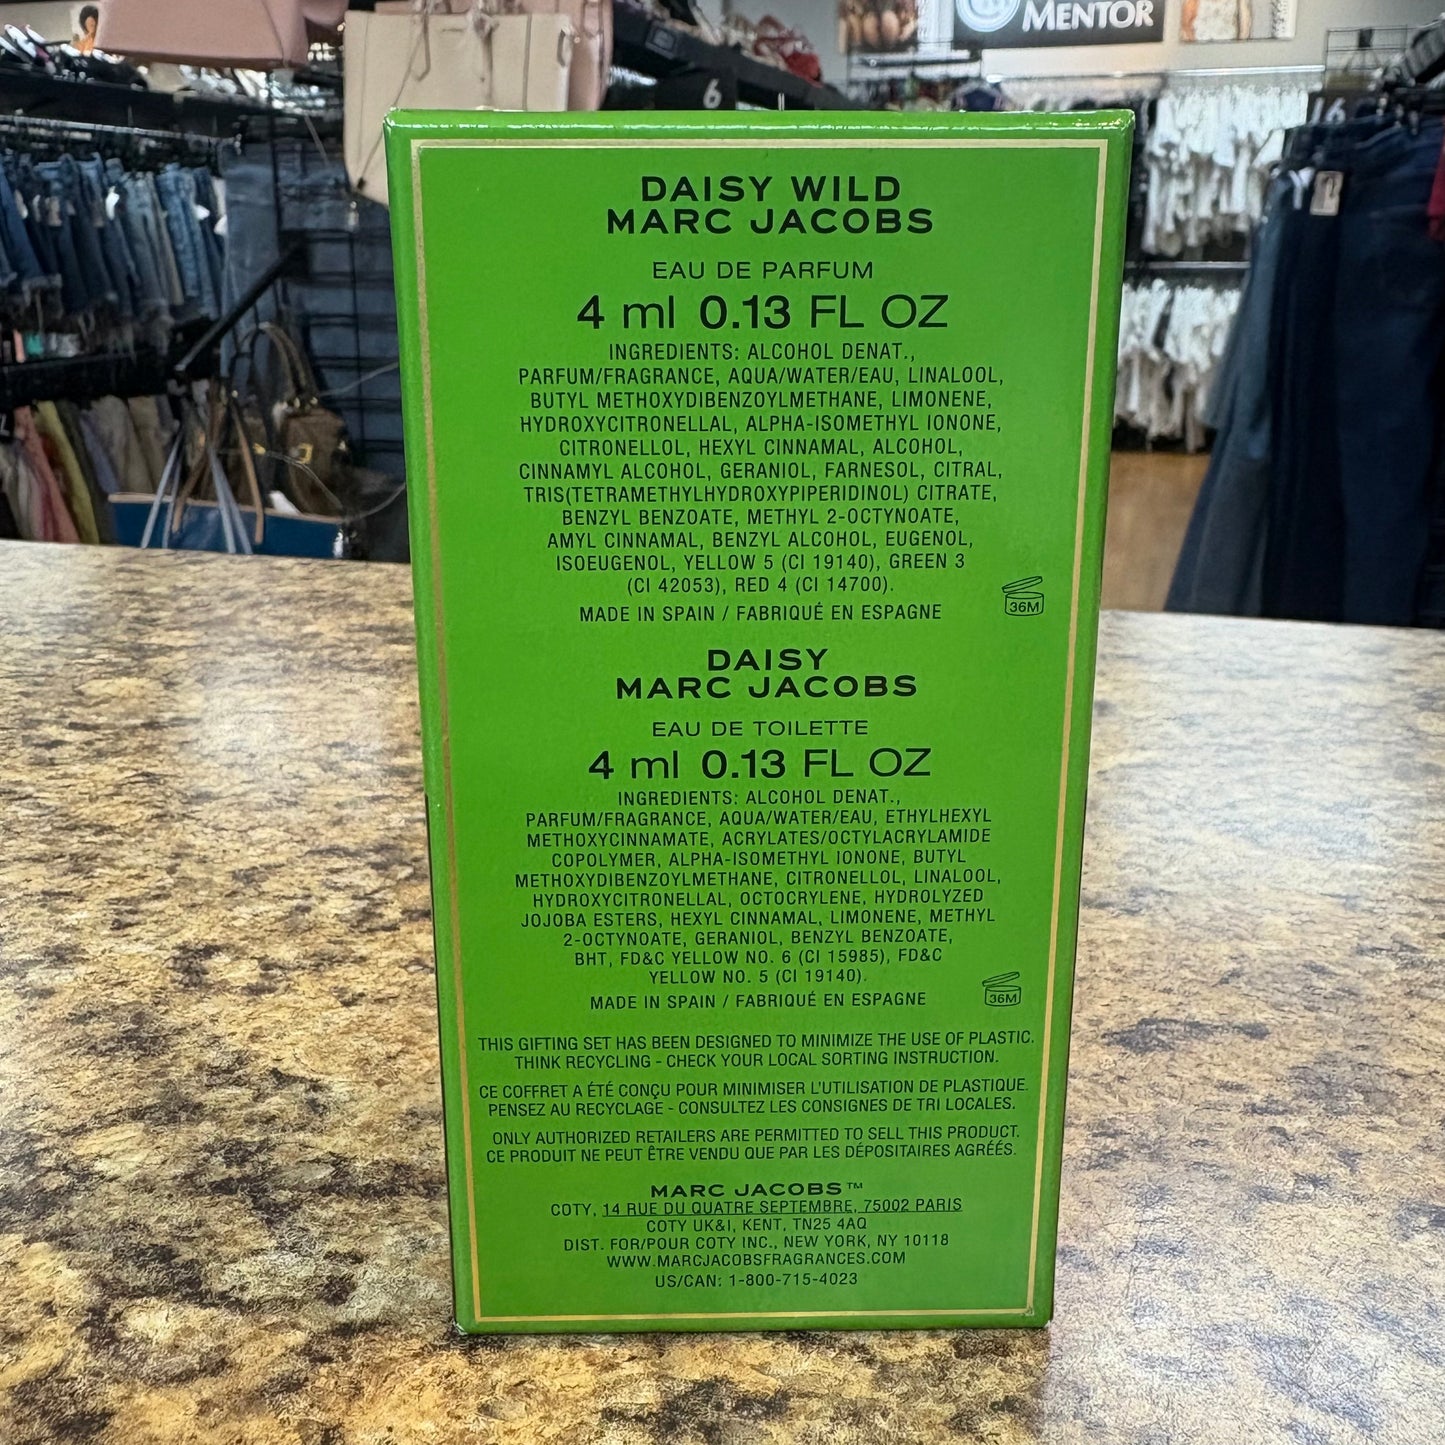 MENTOR
6
16
DAISY WILD
MARC JACOBS
EAU DE PARFUM
4 ml 0.13 FL OZ
INGREDIENTS: ALCOHOL DENAT.,
PARFUM/FRAGRANCE, AQUA/WATER/EAU, LINALOOL,
BUTYL METHOXYDIBENZOYLMETHANE, LIMONENE,
HYDROXYCITRONELLAL, ALPHA-ISOMETHYL IONONE,
CITRONELLOL, HEXYL CINNAMAL, ALCOHOL,
CINNAMYL ALCOHOL, GERANIOL, FARNESOL, CITRAL,
TRIS(TETRAMETHYLHYDROXYPIPERIDINOL) CITRATE,
BENZYL BENZOATE, METHYL 2-OCTYNOATE,
AMYL CINNAMAL, BENZYL ALCOHOL, EUGENOL,
ISOEUGENOL, YELLOW 5 (CI 19140), GREEN 3
(CI 42053), RED 4 (CI 14700).
MADE IN SPAIN / FABRIQUÉ EN ESPAGNE
36M
DAISY
MARC JACOBS
EAU DE TOILETTE
4 ml 0.13 FL OZ
INGREDIENTS: ALCOHOL DENAT.,
PARFUM/FRAGRANCE, AQUA/WATER/EAU, ETHYLHEXYL
METHOXYCINNAMATE, ACRYLATES/OCTYLACRYLAMIDE
COPOLYMER, ALPHA-ISOMETHYL IONONE, BUTYL
METHOXYDIBENZOYLMETHANE, CITRONELLOL, LINALOOL,
HYDROXYCITRONELLAL, OCTOCRYLENE, HYDROLYZED
JOJOBA ESTERS, HEXYL CINNAMAL, LIMONENE, METHYL
2-OCTYNOATE, GERANIOL, BENZYL BENZOATE,
BHT, FD&C YELLOW NO. 6 (CI 15985), FD&C
YELLOW NO. 5 (CI 19140).
MADE IN SPAIN / FABRIQUÉ EN ESPAGNE
36M
THIS GIFTING SET HAS BEEN DESIGNED TO MINIMIZE THE USE OF PLASTIC.
THINK RECYCLING - CHECK YOUR LOCAL SORTING INSTRUCTION.
CE COFFRET A ÉTÉ CONÇU POUR MINIMISER L'UTILISATION DE PLASTIQUE.
PENSEZ AU RECYCLAGE - CONSULTEZ LES CONSIGNES DE TRI LOCALES.
ONLY AUTHORIZED RETAILERS ARE PERMITTED TO SELL THIS PRODUCT.
CE PRODUIT NE PEUT ÊTRE VENDU QUE PAR LES DÉPOSITAIRES AGRÉÉS.
MARC JACOBS™
COTY, 14 RUE DU QUATRE SEPTEMBRE, 75002 PARIS
COTY UK&I, KENT, TN25 4AQ
DIST. FOR/POUR COTY INC., NEW YORK, NY 10118
WWW.MARCJACOBSFRAGRANCES.COM
US/CAN: 1-800-715-4023